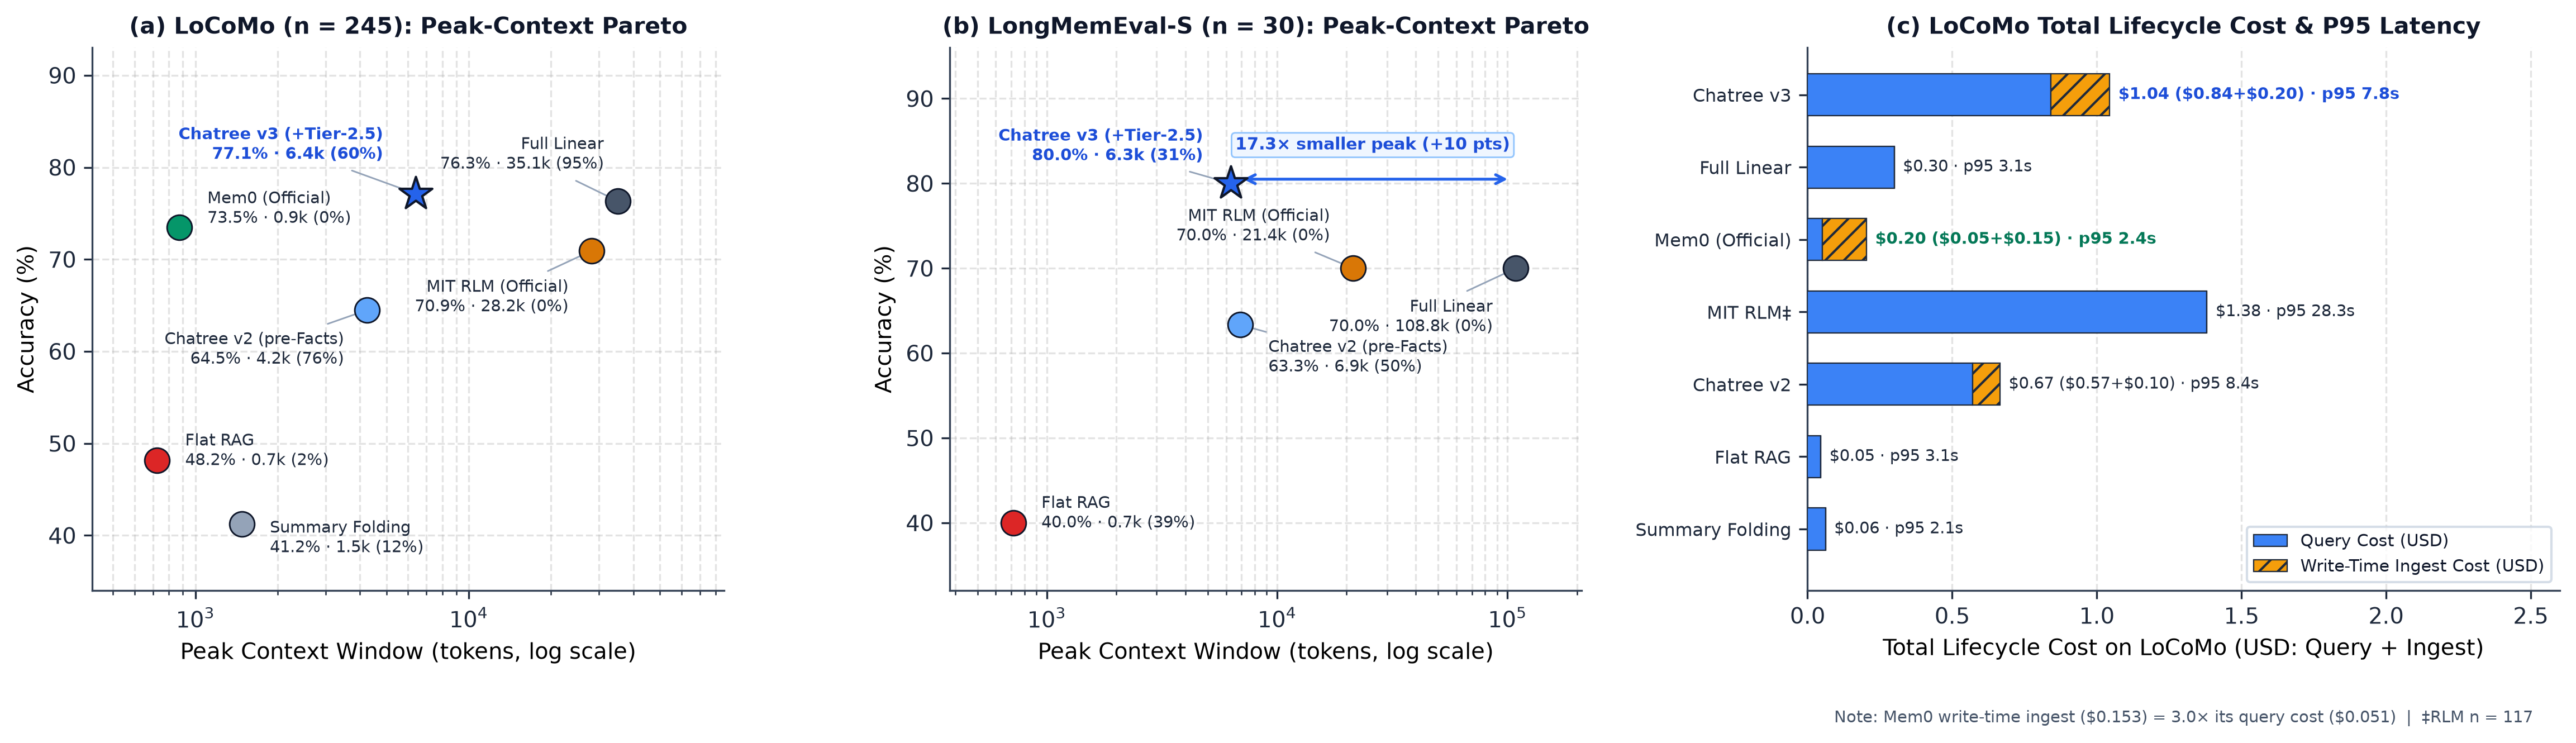 (a) LoCoMo (n = 245): Peak-Context Pareto
Accuracy (%)
90
80
70
60
50
40
Chatree v3 (+Tier-2.5)
77.1% · 6.4k (60%)
Full Linear
76.3% · 35.1k (95%)
Mem0 (Official)
73.5% · 0.9k (0%)
MIT RLM (Official)
70.9% · 28.2k (0%)
Chatree v2 (pre-Facts)
64.5% · 4.2k (76%)
Flat RAG
48.2% · 0.7k (2%)
Summary Folding
41.2% · 1.5k (12%)
10³
10⁴
Peak Context Window (tokens, log scale)
(b) LongMemEval-S (n = 30): Peak-Context Pareto
Accuracy (%)
90
80
70
60
50
40
Chatree v3 (+Tier-2.5)
80.0% · 6.3k (31%)
17.3× smaller peak (+10 pts)
MIT RLM (Official)
70.0% · 21.4k (0%)
Full Linear
70.0% · 108.8k (0%)
Chatree v2 (pre-Facts)
63.3% · 6.9k (50%)
Flat RAG
40.0% · 0.7k (39%)
10³
10⁴
10⁵
Peak Context Window (tokens, log scale)
(c) LoCoMo Total Lifecycle Cost & P95 Latency
Chatree v3
$1.04 ($0.84+$0.20) · p95 7.8s
Full Linear
$0.30 · p95 3.1s
Mem0 (Official)
$0.20 ($0.05+$0.15) · p95 2.4s
MIT RLM‡
$1.38 · p95 28.3s
Chatree v2
$0.67 ($0.57+$0.10) · p95 8.4s
Flat RAG
$0.05 · p95 3.1s
Summary Folding
$0.06 · p95 2.1s
Query Cost (USD)
Write-Time Ingest Cost (USD)
0.0
0.5
1.0
1.5
2.0
2.5
Total Lifecycle Cost on LoCoMo (USD: Query + Ingest)
Note: Mem0 write-time ingest ($0.153) = 3.0× its query cost ($0.051) | ‡RLM n = 117